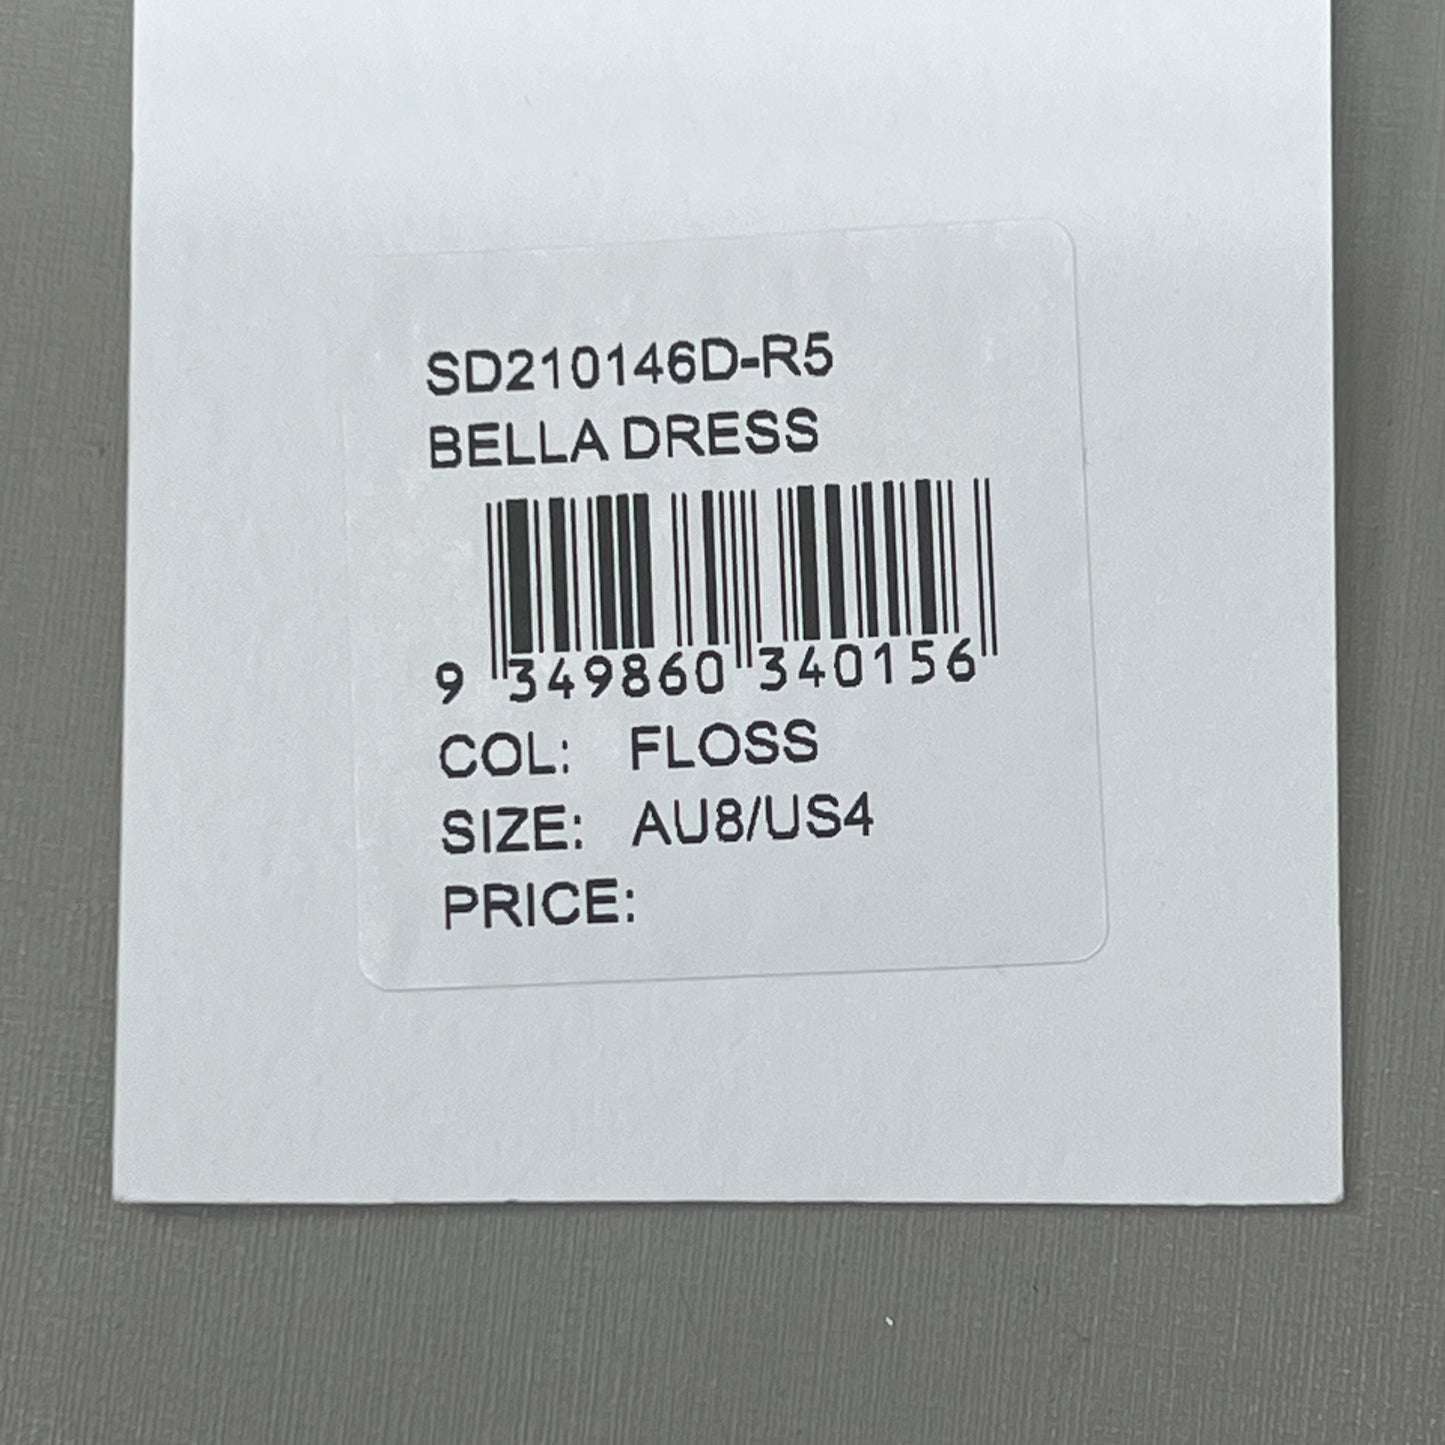 SD210146D-R5
BELLA DRESS
9 349860 340156
COL: FLOSS
SIZE: AU8/US4
PRICE: